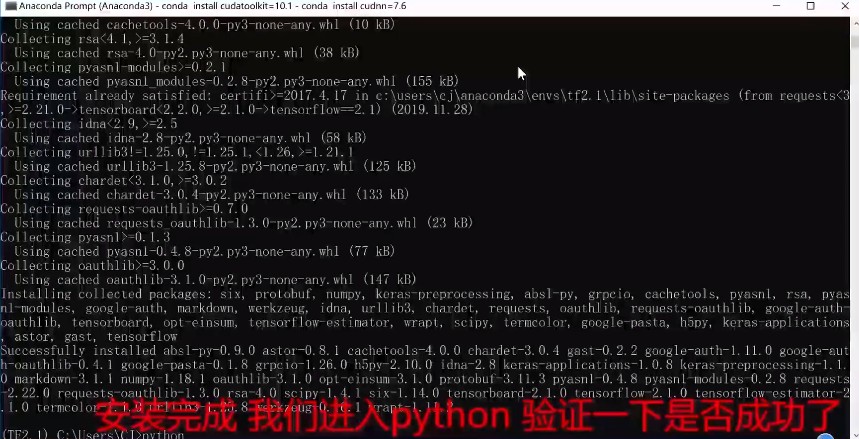 Anaconda Prompt (Anaconda3) - conda install cudatoolkit=10.1 - conda install cudnn=7.6
Using cached cachetools-4.0.0-py3-none-any.whl (10 kB)
Collecting rsa<4.1,>=3.1.4
Using cached rsa-4.0-py2.py3-none-any.whl (38 kB)
Collecting pyasn1-modules>=0.2.1
Using cached pyasn1_modules-0.2.8-py2.py3-none-any.whl (155 kB)
Requirement already satisfied: certifi>=2017.4.17 in c:\users\cj\anaconda3\envs\tf2.1\lib\site-packages (from requests<3
,>=2.21.0->tensorboard<2.2.0,>=2.1.0->tensorflow==2.1) (2019.11.28)
Collecting idna<2.9,>=2.5
Using cached idna-2.8-py2.py3-none-any.whl (58 kB)
Collecting urllib3!=1.25.0,!=1.25.1,<1.26,>=1.21.1
Using cached urllib3-1.25.8-py2.py3-none-any.whl (125 kB)
Collecting chardet<3.1.0,>=3.0.2
Using cached chardet-3.0.4-py2.py3-none-any.whl (133 kB)
Collecting requests-oauthlib>=0.7.0
Using cached requests_oauthlib-1.3.0-py2.py3-none-any.whl (23 kB)
Collecting pyasn1>=0.1.3
Using cached pyasn1-0.4.8-py2.py3-none-any.whl (77 kB)
Collecting oauthlib>=3.0.0
Using cached oauthlib-3.1.0-py2.py3-none-any.whl (147 kB)
Installing collected packages: six, protobuf, numpy, keras-preprocessing, absl-py, grpcio, cachetools, pyasn1, rsa, pyas
n1-modules, google-auth, markdown, werkzeug, idna, urllib3, chardet, requests, oauthlib, requests-oauthlib, google-auth-
oauthlib, tensorboard, opt-einsum, tensorflow-estimator, wrapt, scipy, termcolor, google-pasta, h5py, keras-applications
, astor, gast, tensorflow
Successfully installed absl-py-0.9.0 astor-0.8.1 cachetools-4.0.0 chardet-3.0.4 gast-0.2.2 google-auth-1.11.0 google-aut
h-oauthlib-0.4.1 google-pasta-0.1.8 grpcio-1.26.0 h5py-2.10.0 idna-2.8 keras-applications-1.0.8 keras-preprocessing-1.1.
0 markdown-3.1.1 numpy-1.18.1 oauthlib-3.1.0 opt-einsum-3.1.0 protobuf-3.11.3 pyasn1-0.4.8 pyasn1-modules-0.2.8 requests
-2.22.0 requests-oauthlib-1.3.0 rsa-4.0 scipy-1.4.1 six-1.14.0 tensorboard-2.1.0 tensorflow-2.1.0 tensorflow-estimator-2
.1.0 termcolor-1.1.0 urllib3-1.25.8 werkzeug-0.16.1 wrapt-1.11.2
安装完成 我们进入python 验证一下是否成功了
(TF2.1) C:\Users\CJ>python